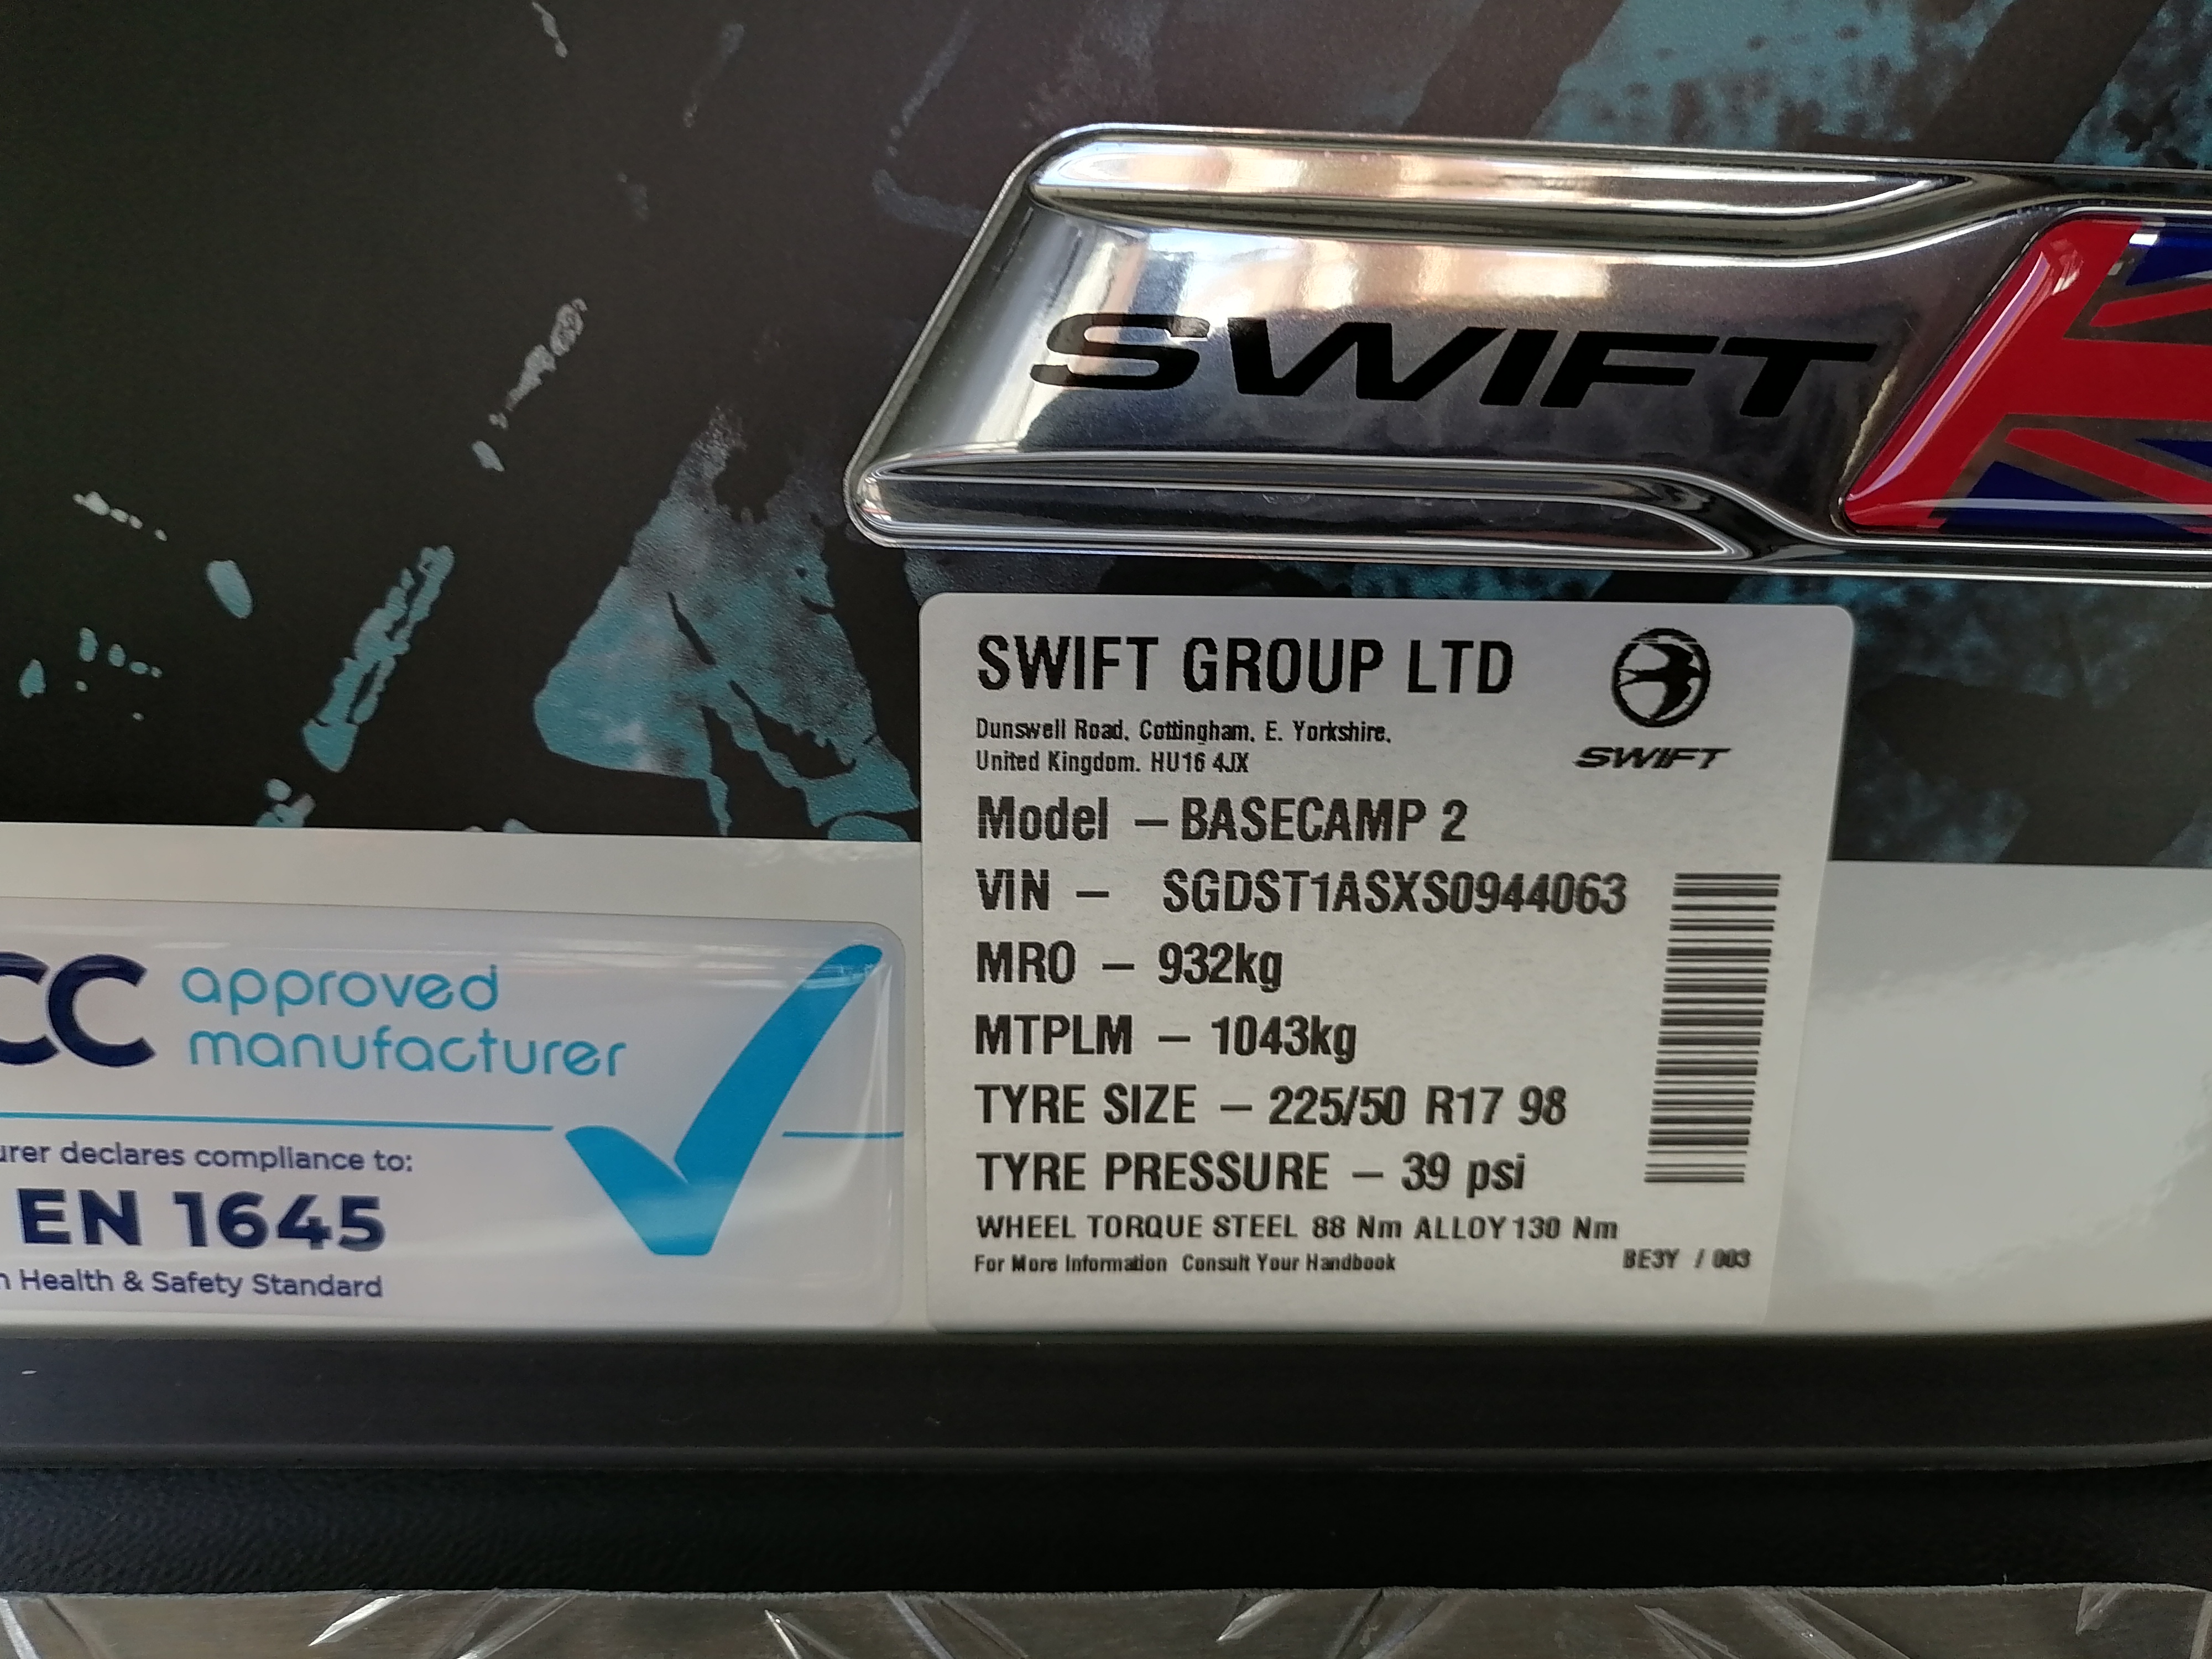 SWIFT
SWIFT GROUP LTD
Dunswell Road, Cottingham, E. Yorkshire,
United Kingdom. HU16 4JX
SWIFT
Model – BASECAMP 2
VIN – SGDST1ASXS0944063
MRO – 932kg
MTPLM – 1043kg
TYRE SIZE – 225/50 R17 98
TYRE PRESSURE – 39 psi
WHEEL TORQUE STEEL 88 Nm ALLOY 130 Nm
For More Information Consult Your Handbook
BE3Y / 003
CC approved
manufacturer
urer declares compliance to:
EN 1645
n Health & Safety Standard